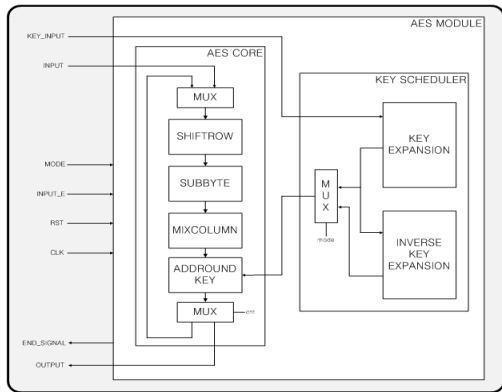 AES MODULE
KEY_INPUT
AES CORE
INPUT
KEY SCHEDULER
MUX
SHIFTROW
KEY
EXPANSION
MODE
SUBBYTE
M
U
X
INPUT_E
mode
RST
MIXCOLUMN
INVERSE
KEY
EXPANSION
CLK
ADDROUND
KEY
MUX
cnt
END_SIGNAL
OUTPUT